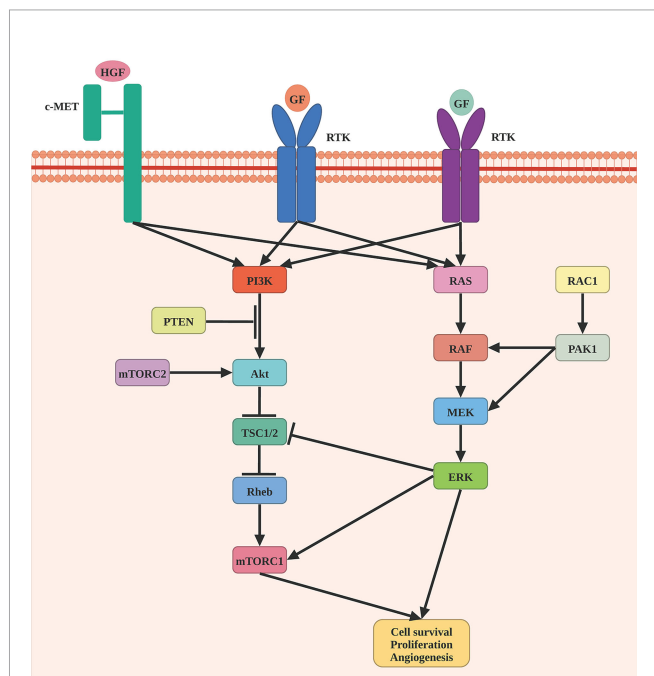 HGF
c-MET
GF
RTK
GF
RTK
PI3K
RAS
RAC1
PTEN
RAF
PAK1
mTORC2
Akt
MEK
TSC1/2
ERK
Rheb
mTORC1
Cell survival
Proliferation
Angiogenesis